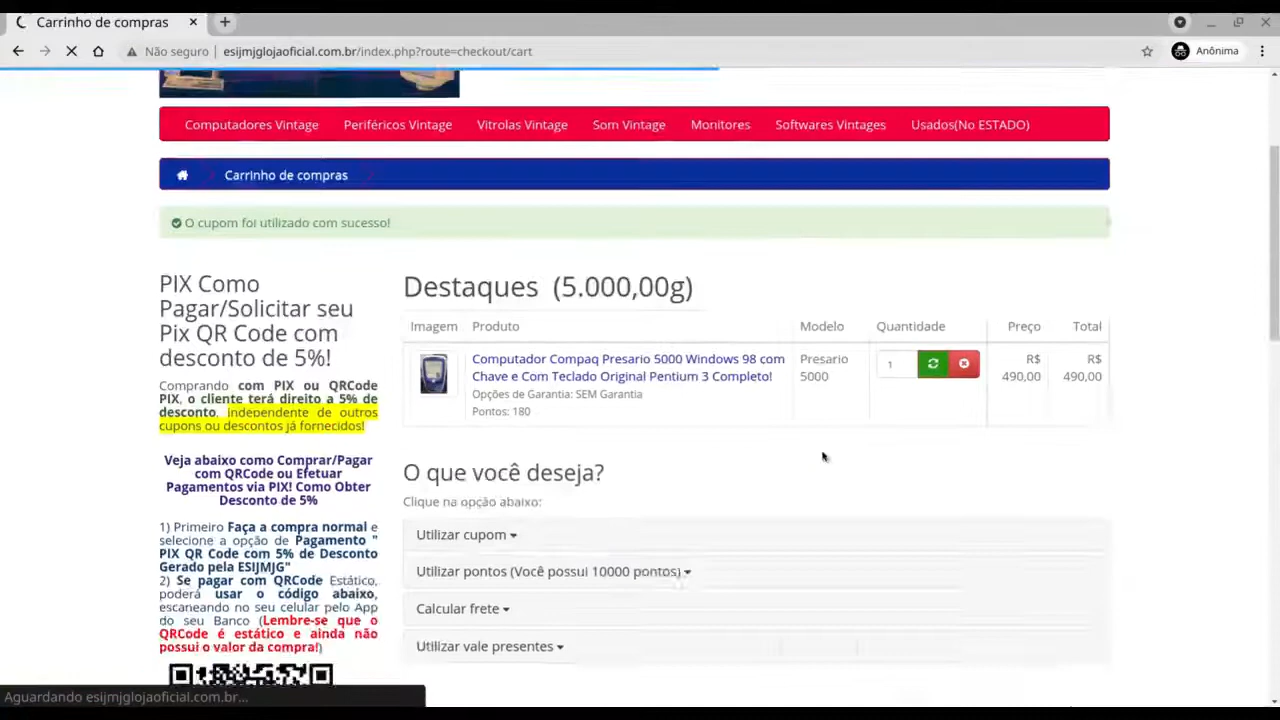 Carrinho de compras
Não seguro | esijmjglojaoficial.com.br/index.php?route=checkout/cart
Anônima
Computadores Vintage Periféricos Vintage Vitrolas Vintage Som Vintage Monitores Softwares Vintages Usados(No ESTADO)
Carrinho de compras
O cupom foi utilizado com sucesso!
PIX Como
Pagar/Solicitar seu
Pix QR Code com
desconto de 5%!
Comprando com PIX ou QRCode
PIX, o cliente terá direito a 5% de
desconto, independente de outros
cupons ou descontos já fornecidos!
Veja abaixo como Comprar/Pagar
com QRCode ou Efetuar
Pagamentos via PIX! Como Obter
Desconto de 5%
1) Primeiro Faça a compra normal e
selecione a opção de Pagamento "
PIX QR Code com 5% de Desconto
Gerado pela ESIJMJG"
2) Se pagar com QRCode Estático,
poderá usar o código abaixo,
escaneando no seu celular pelo App
do seu Banco (Lembre-se que o
QRCode é estático e ainda não
possui o valor da compra!)
Destaques (5.000,00g)
Imagem Produto Modelo Quantidade Preço Total
Computador Compaq Presario 5000 Windows 98 com
Chave e Com Teclado Original Pentium 3 Completo!
Opções de Garantia: SEM Garantia
Pontos: 180
Presario
5000
1
R$
490,00
R$
490,00
O que você deseja?
Clique na opção abaixo:
Utilizar cupom
Utilizar pontos (Você possui 10000 pontos)
Calcular frete
Utilizar vale presentes
Aguardando esijmjglojaoficial.com.br...